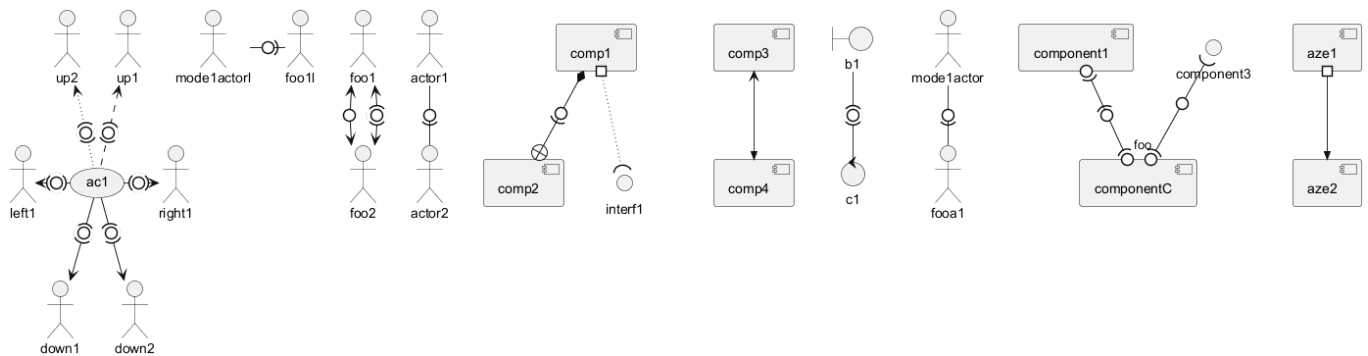 up2
up1
mode1actorl
foo1l
foo1
actor1
comp1
comp3
b1
mode1actor
component1
component3
aze1
left1
ac1
right1
foo2
actor2
comp2
interf1
comp4
c1
fooa1
foo
componentC
aze2
down1
down2